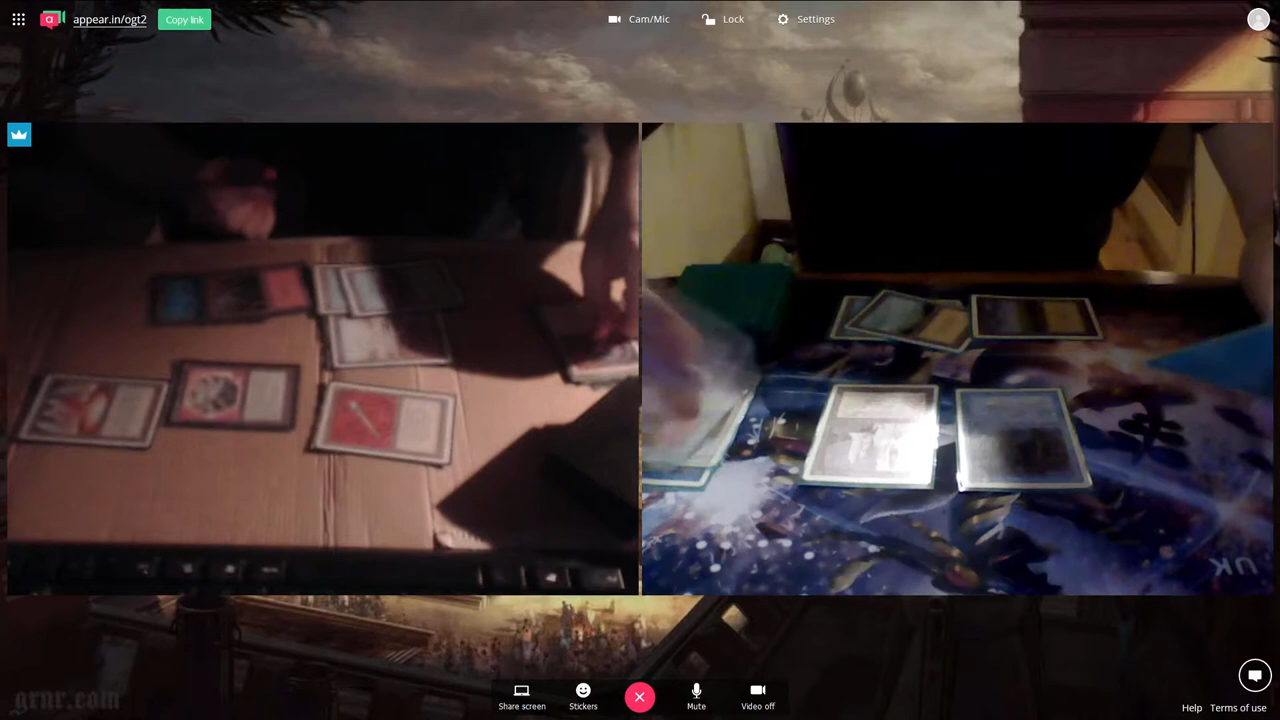 appear.in/ogt2
Copy link
Cam/Mic
Lock
Settings
UK
grnr.com
Share screen
Stickers
Mute
Video off
Help
Terms of use